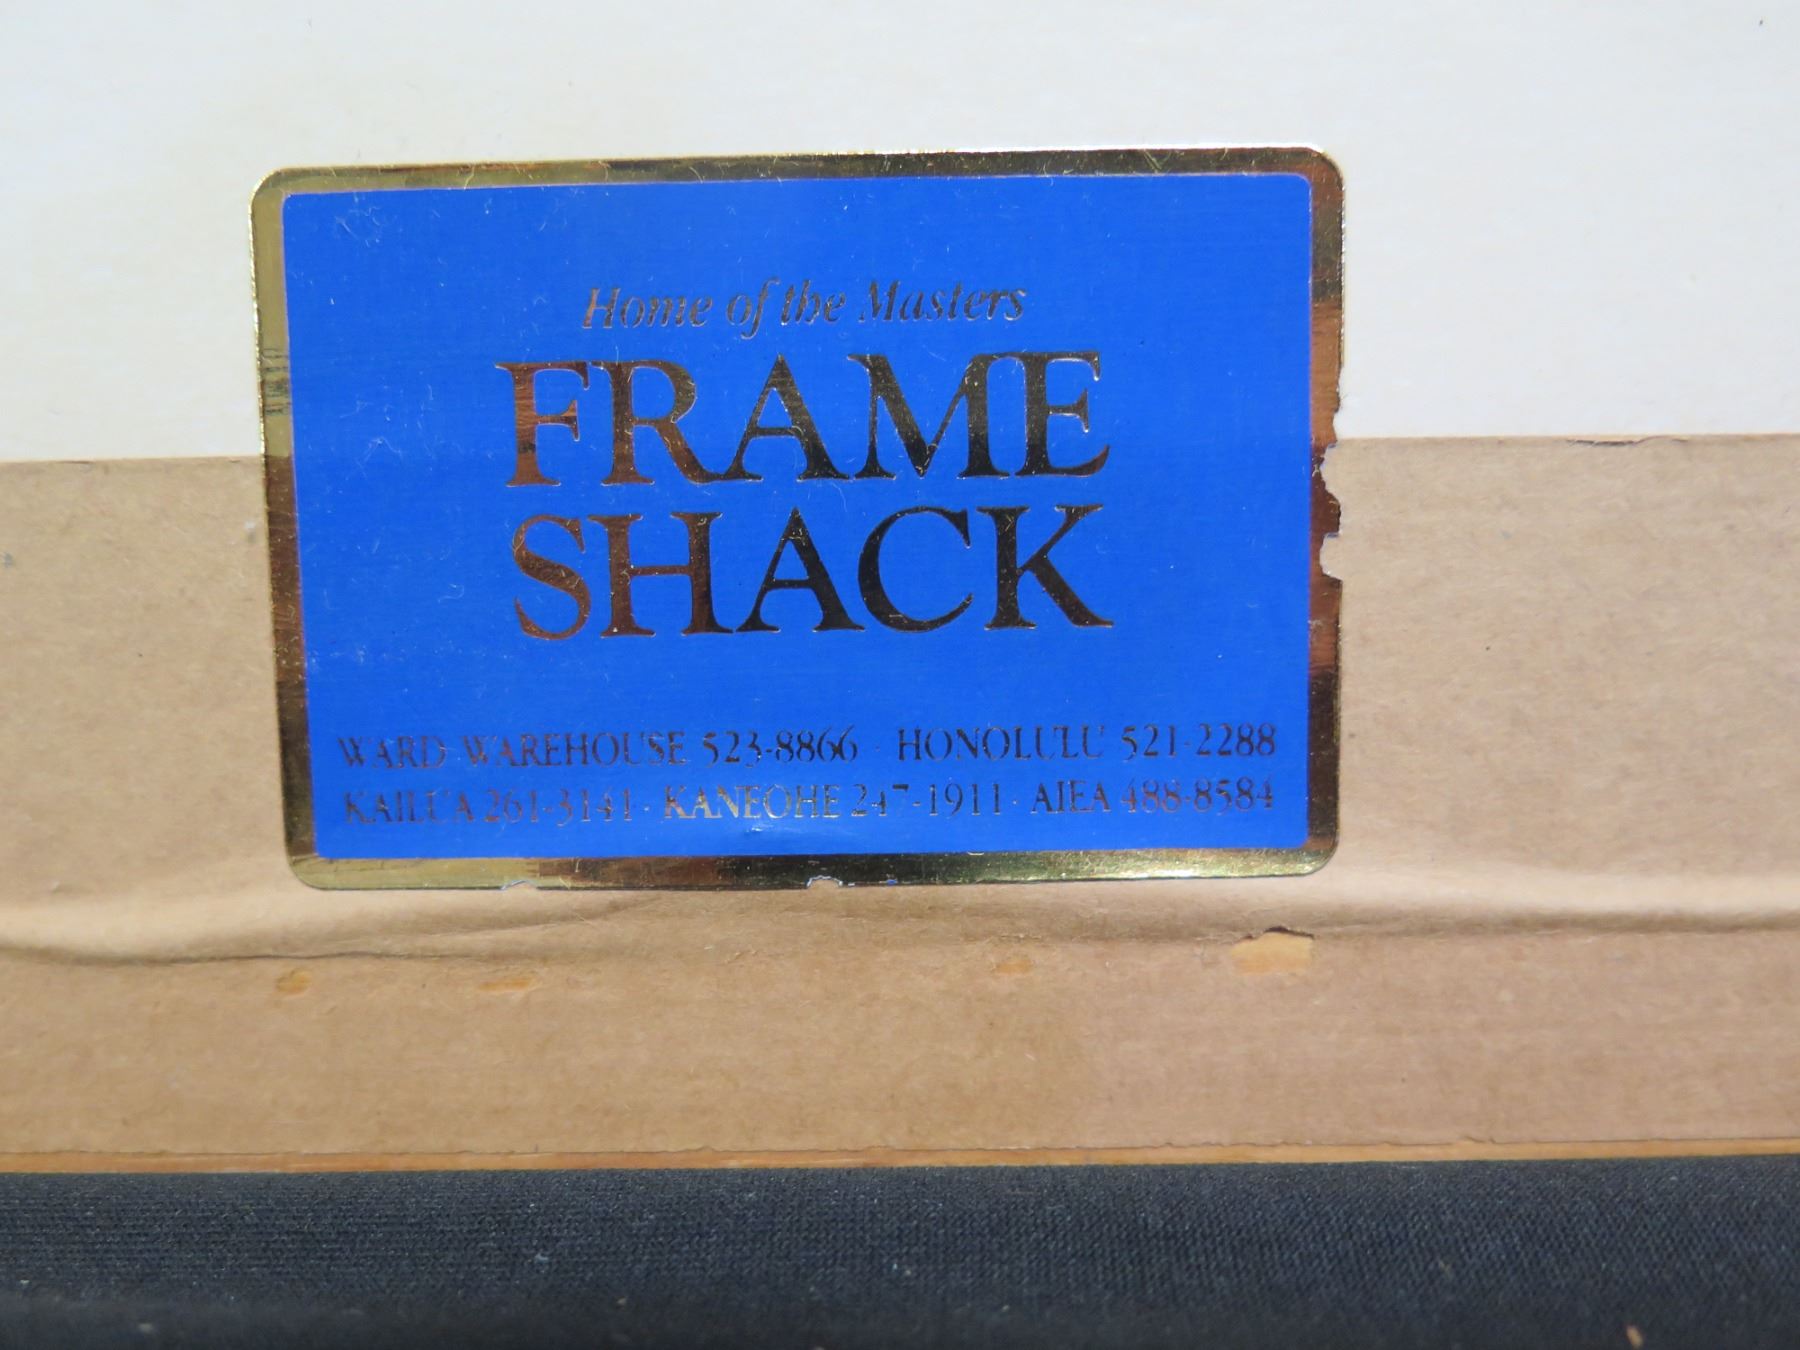 Home of the Masters
FRAME
SHACK
WARD WAREHOUSE 523-8866 · HONOLULU 521-2288
KAILUA 261-3141 · KANEOHE 247-1911 · AIEA 488-8584